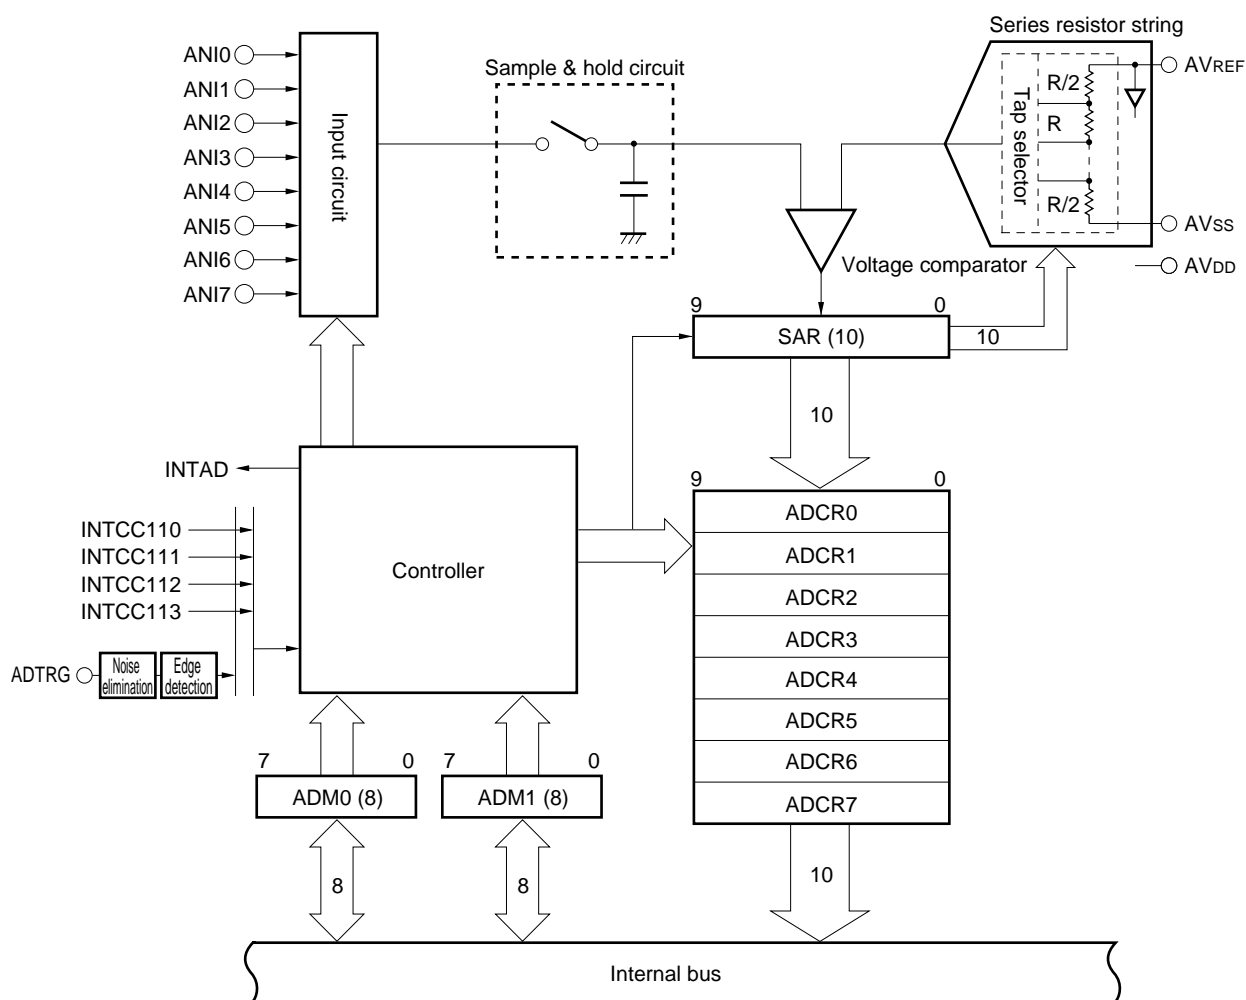 Series resistor string
ANI0
ANI1
ANI2
ANI3
ANI4
ANI5
ANI6
ANI7
Input circuit
Sample & hold circuit
Tap selector
R/2
R
R/2
AVREF
AVSS
AVDD
Voltage comparator
9
0
SAR (10)
10
10
INTAD
INTCC110
INTCC111
INTCC112
INTCC113
ADTRG
Noise
elimination
Edge
detection
Controller
9
0
ADCR0
ADCR1
ADCR2
ADCR3
ADCR4
ADCR5
ADCR6
ADCR7
7
0
ADM0 (8)
7
0
ADM1 (8)
8
8
10
Internal bus